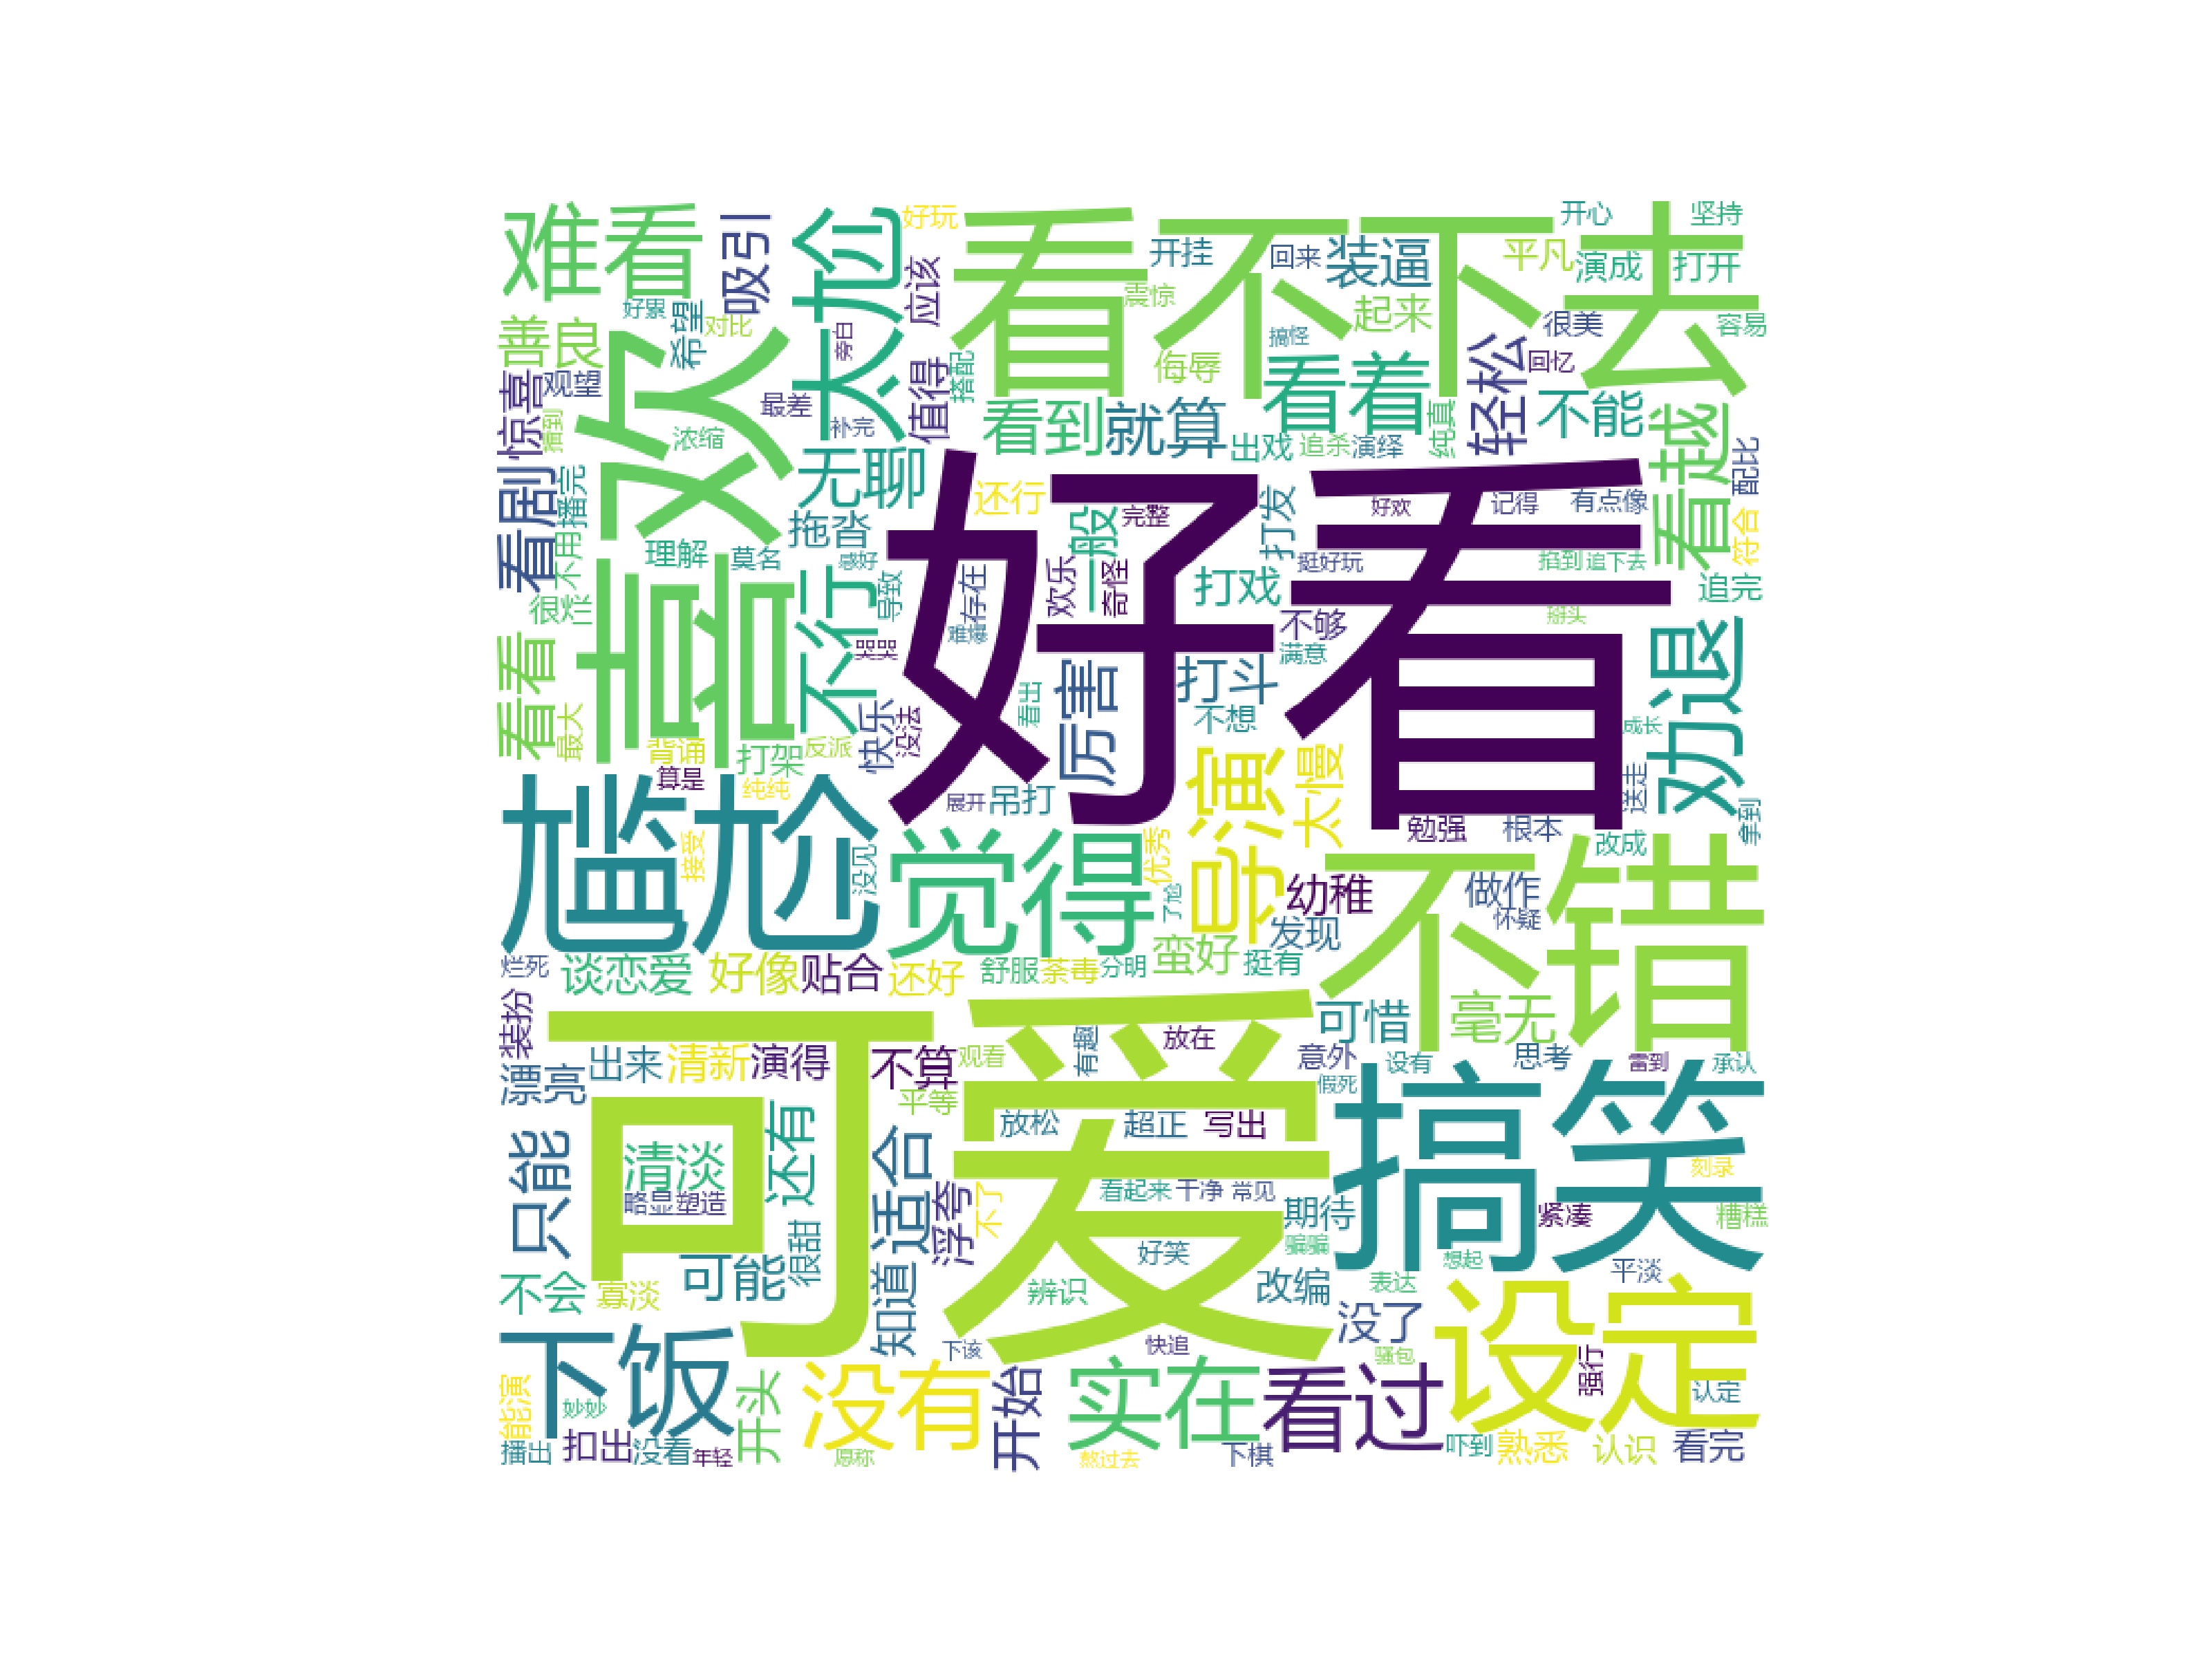 难看
吸引
太尬
好玩
看不下去
开心
坚持
开挂
回来
装逼
平凡
演成
打开
应该
震惊
起来
很美
容易
好累
希望
对比
旁白
搞怪
善良
喜欢
侮辱
看着
轻松
回忆
惊喜
观望
最差
值得
搭配
看到
就算
纯真
不能
看越
播到
浓缩
补完
出戏
追杀
演绎
配比
看剧
播完
无聊
还行
一般
完整
打发
好看
好欢
记得
有点像
符合
不用
拖沓
理解
莫名
感好
导致
存在
欢乐
奇怪
打戏
挺好玩
掐到
追下去
追完
很烂
不行
难爆
不够
掰头
劝退
看看
哭哭
厉害
打斗
满意
最大
快乐
没法
看出
不想
成长
背诵
打架
反派
算是
纯纯
展开
吊打
导演
太慢
送走
拿到
尴尬
接受
没见
觉得
优秀
勉强
根本
改成
不错
了尬
幼稚
做作
怀疑
发现
烂死
谈恋爱
好像
贴合
还好
舒服
荼毒
分明
蛮好
挺有
装扮
可爱
有趣
放在
可惜
毫无
漂亮
出来
清新
演得
不算
观看
意外
设有
思考
雷到
承认
平等
假死
搞笑
放松
超正
写出
只能
清淡
还有
适合
刻录
略显塑造
浮夸
不了
看起来
干净
常见
期待
紧凑
糟糕
很甜
好笑
骗骗
想起
平淡
不会
寡淡
可能
知道
辨识
改编
表达
设定
下饭
没了
下该
快追
骚包
强行
没有
开始
实在
看过
认定
能演
妙妙
开头
播出
扣出
没看
年轻
愿称
熬过去
下棋
吓到
熟悉
认识
看完